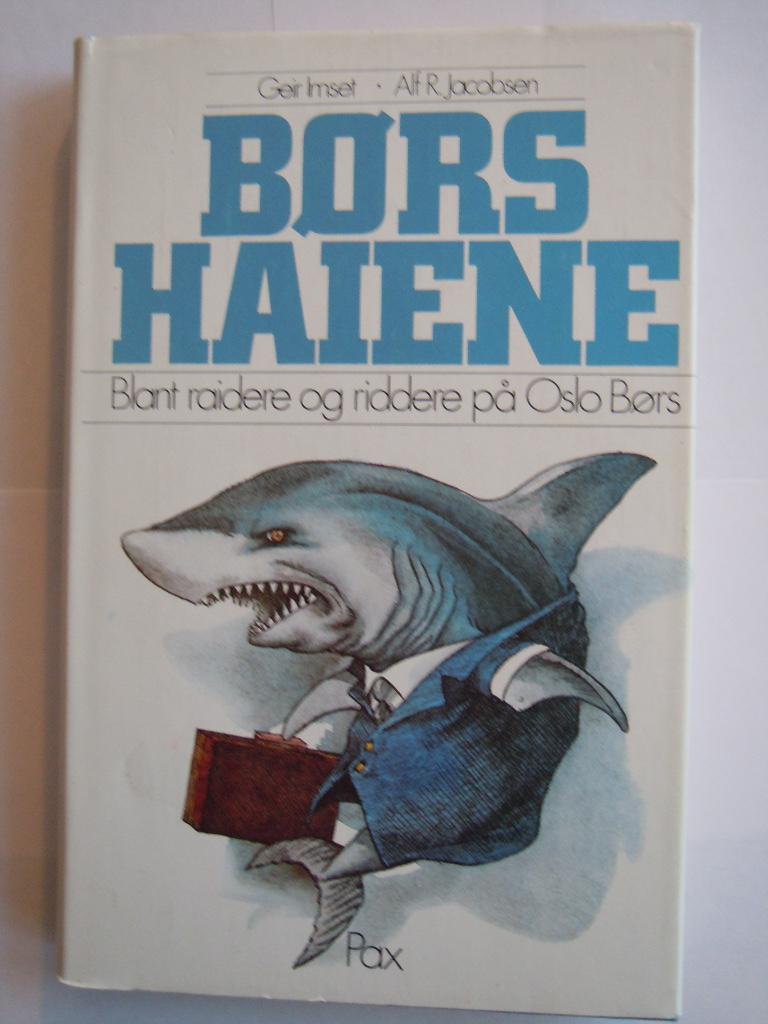 Geir Imset · Alf R. Jacobsen
BØRS
HAIENE
Blant raidere og riddere på Oslo Børs
Pax